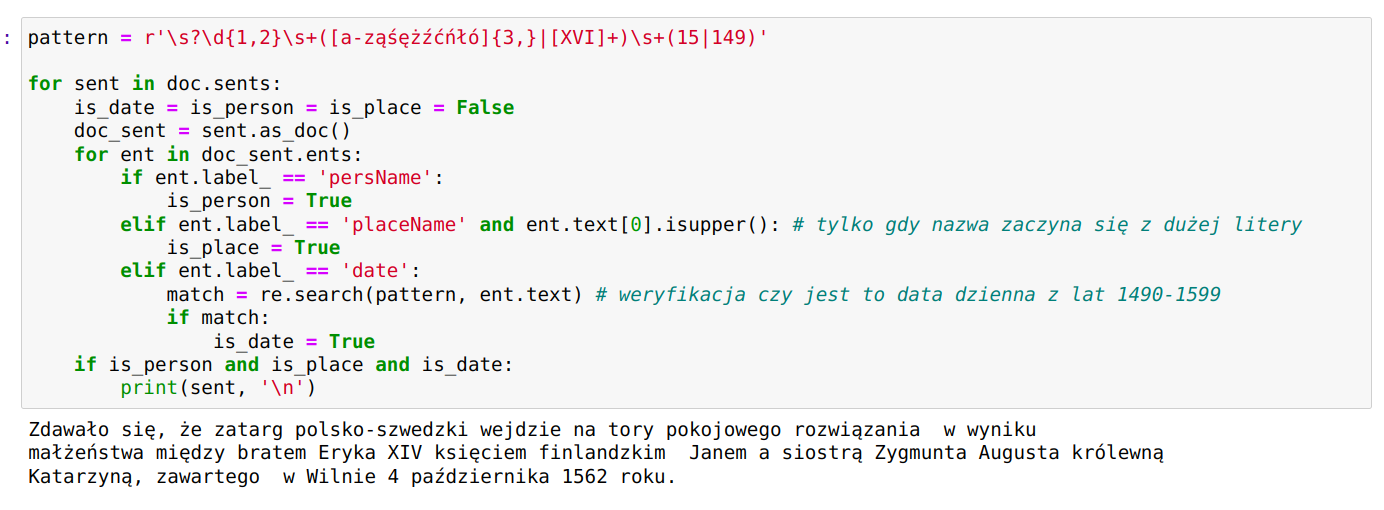 : pattern = r'\s?\d{1,2}\s+([a-ząśężźćńłó]{3,}|[XVI]+)\s+(15|149)'
for sent in doc.sents:
    is_date = is_person = is_place = False
    doc_sent = sent.as_doc()
    for ent in doc_sent.ents:
        if ent.label_ == 'persName':
            is_person = True
        elif ent.label_ == 'placeName' and ent.text[0].isupper(): # tylko gdy nazwa zaczyna się z dużej litery
            is_place = True
        elif ent.label_ == 'date':
            match = re.search(pattern, ent.text) # weryfikacja czy jest to data dzienna z lat 1490-1599
            if match:
                is_date = True
    if is_person and is_place and is_date:
        print(sent, '\n')
Zdawało się, że zatarg polsko-szwedzki wejdzie na tory pokojowego rozwiązania  w wyniku
małżeństwa między bratem Eryka XIV księciem finlandzkim  Janem a siostrą Zygmunta Augusta królewną
Katarzyną, zawartego  w Wilnie 4 października 1562 roku.